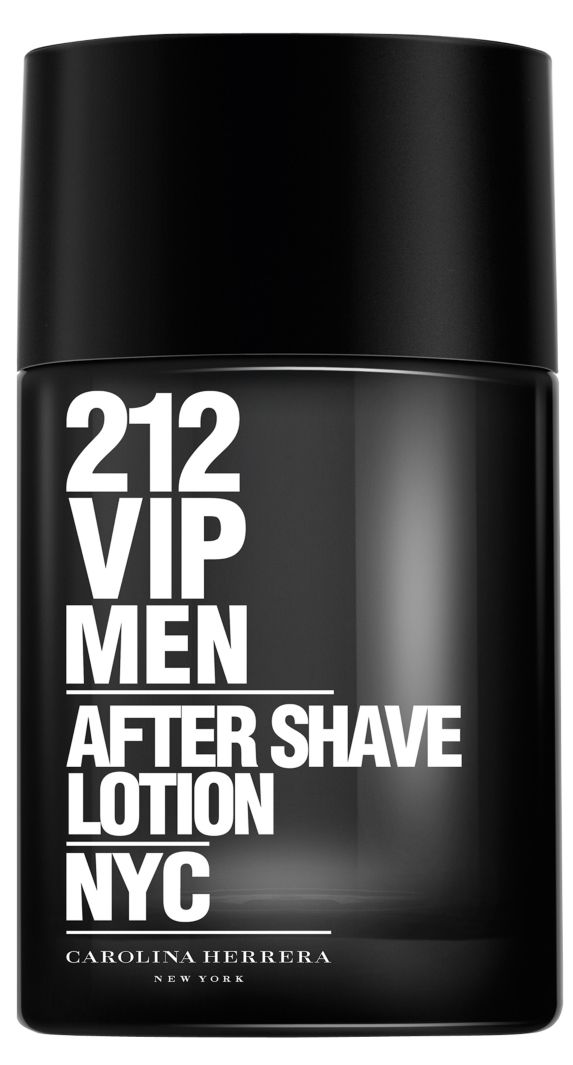 212
VIP
MEN
AFTER SHAVE
LOTION
NYC
CAROLINA HERRERA
NEW YORK